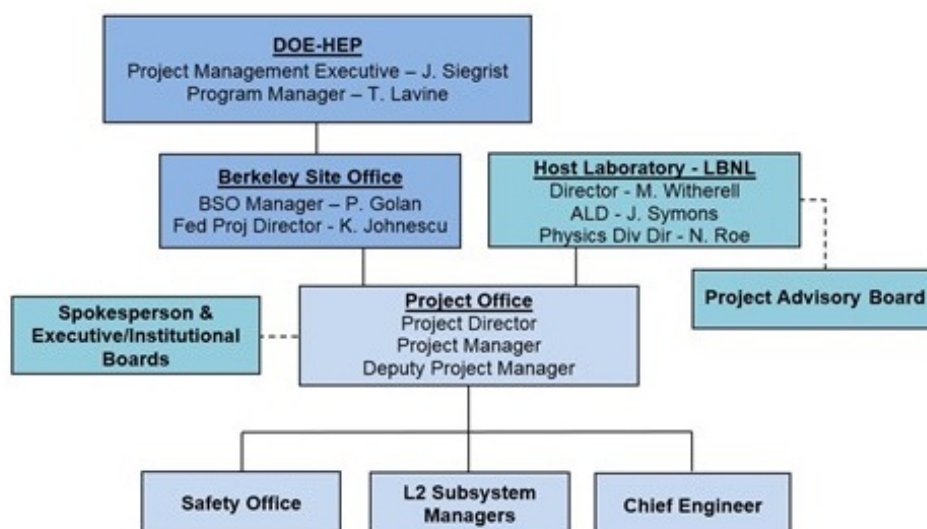 DOE-HEP
Project Management Executive – J. Siegrist
Program Manager – T. Lavine
Berkeley Site Office
BSO Manager – P. Golan
Fed Proj Director - K. Johnescu
Host Laboratory - LBNL
Director - M. Witherell
ALD - J. Symons
Physics Div Dir - N. Roe
Project Advisory Board
Spokesperson &
Executive/Institutional
Boards
Project Office
Project Director
Project Manager
Deputy Project Manager
Safety Office
L2 Subsystem
Managers
Chief Engineer